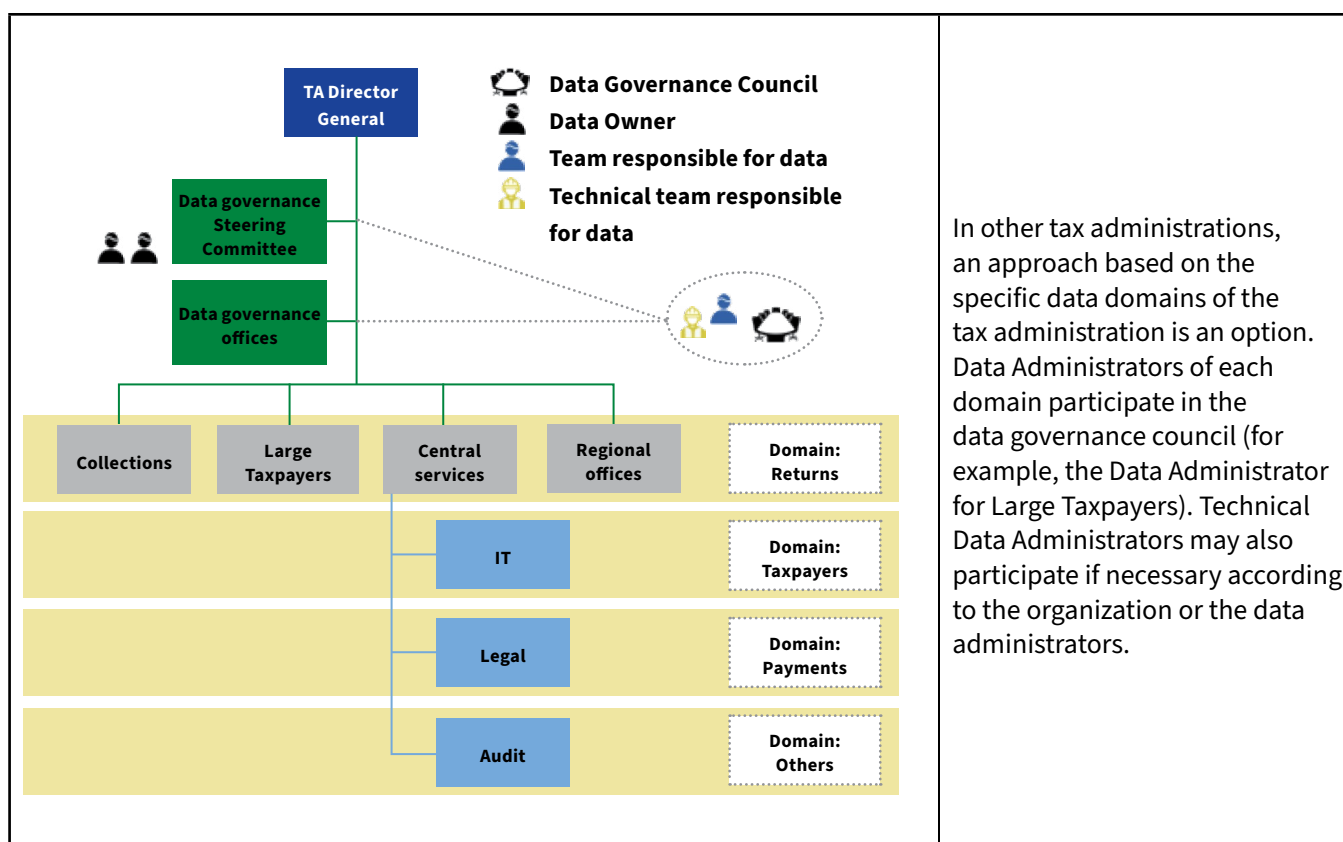 TA Director
General
Data Governance Council
Data Owner
Team responsible for data
Technical team responsible
for data
Data governance
Steering
Committee
Data governance
offices
Collections
Large
Taxpayers
Central
services
Regional
offices
Domain:
Returns
IT
Domain:
Taxpayers
Legal
Domain:
Payments
Audit
Domain:
Others
In other tax administrations,
an approach based on the
specific data domains of the
tax administration is an option.
Data Administrators of each
domain participate in the
data governance council (for
example, the Data Administrator
for Large Taxpayers). Technical
Data Administrators may also
participate if necessary according
to the organization or the data
administrators.